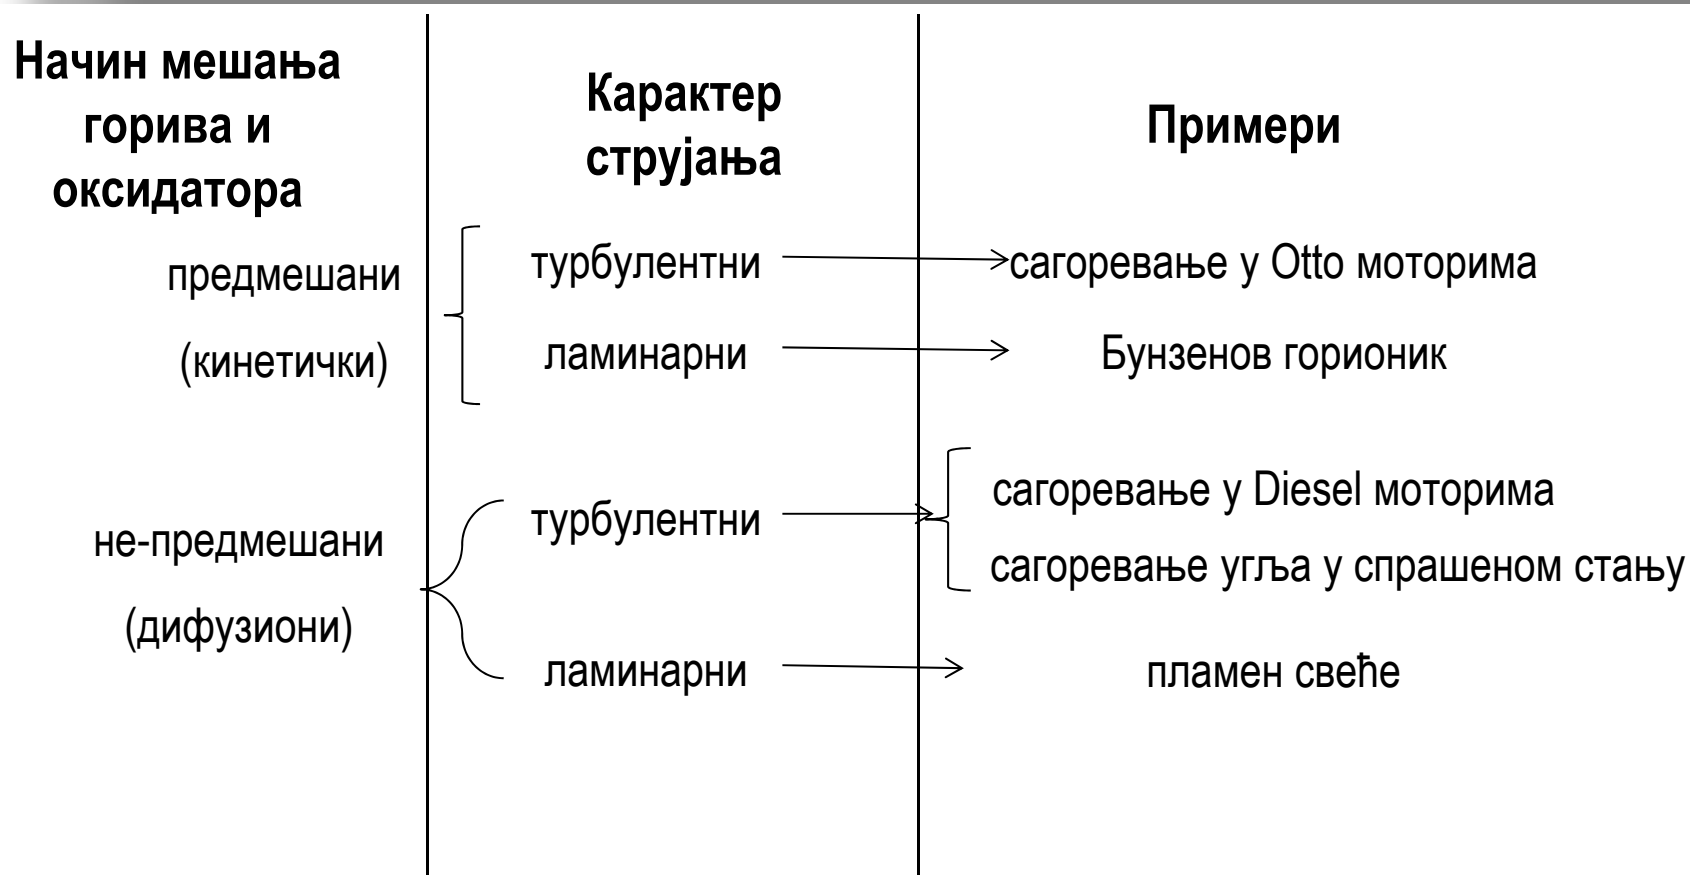 Начин мешања
горива и
оксидатора
Карактер
струјања
Примери
предмешани
(кинетички)
турбулентни
сагоревање у Otto моторима
ламинарни
Бунзенов горионик
не-предмешани
(дифузиони)
турбулентни
сагоревање у Diesel моторима
сагоревање угља у спрашеном стању
ламинарни
пламен свеће